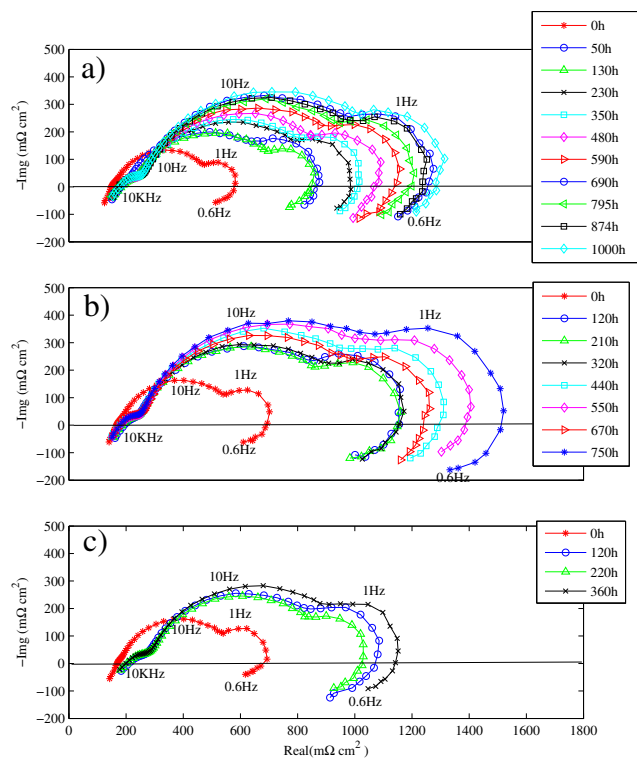 a)
500
400
300
200
100
0
−100
−200
−Img (mΩ cm²)
10Hz
1Hz
10Hz
1Hz
10KHz
0.6Hz
0.6Hz
0h
50h
130h
230h
350h
480h
590h
690h
795h
874h
1000h
b)
500
400
300
200
100
0
−100
−200
−Img (mΩ cm²)
10Hz
1Hz
10Hz
1Hz
10KHz
0.6Hz
0.6Hz
0h
120h
210h
320h
440h
550h
670h
750h
c)
500
400
300
200
100
0
−100
−200
−Img (mΩ cm²)
10Hz
1Hz
10Hz
1Hz
10KHz
0.6Hz
0.6Hz
0h
120h
220h
360h
0 200 400 600 800 1000 1200 1400 1600 1800
Real(mΩ cm²)